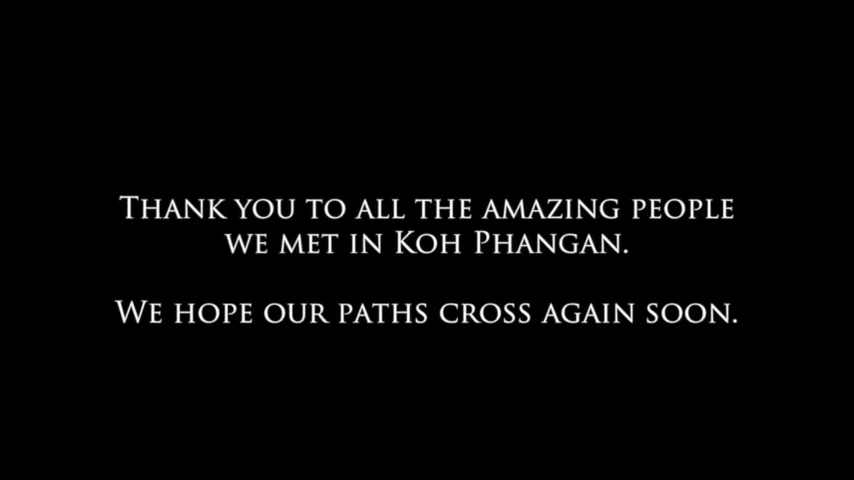 Thank you to all the amazing people
we met in Koh Phangan.
We hope our paths cross again soon.